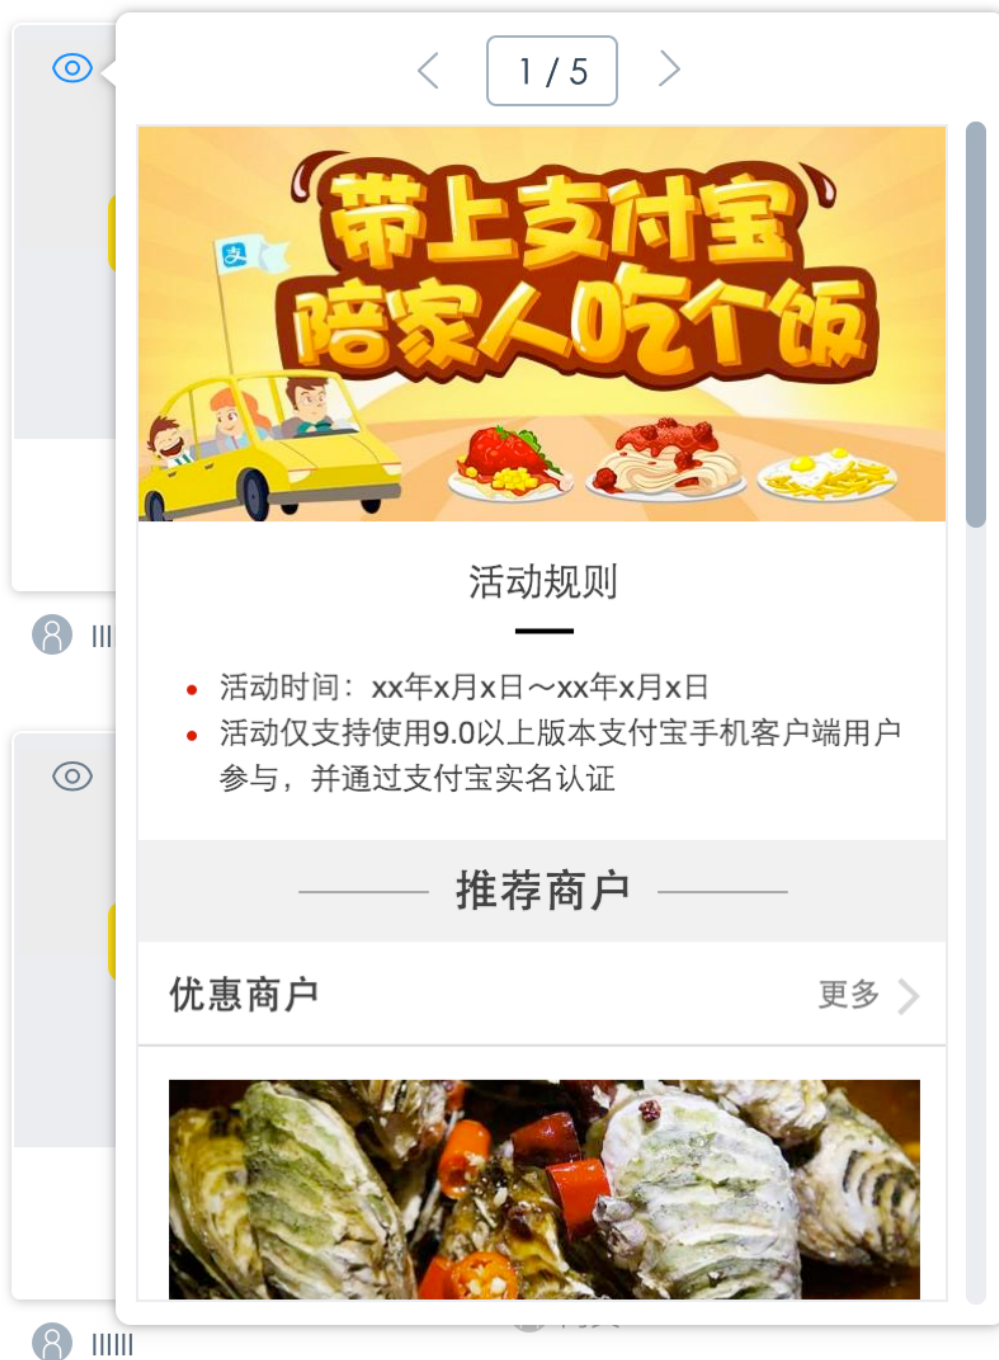 1 / 5
带上支付宝
支
陪家人吃个饭
活动规则
活动时间：xx年x月x日～xx年x月x日
活动仅支持使用9.0以上版本支付宝手机客户端用户
参与，并通过支付宝实名认证
推荐商户
优惠商户
更多